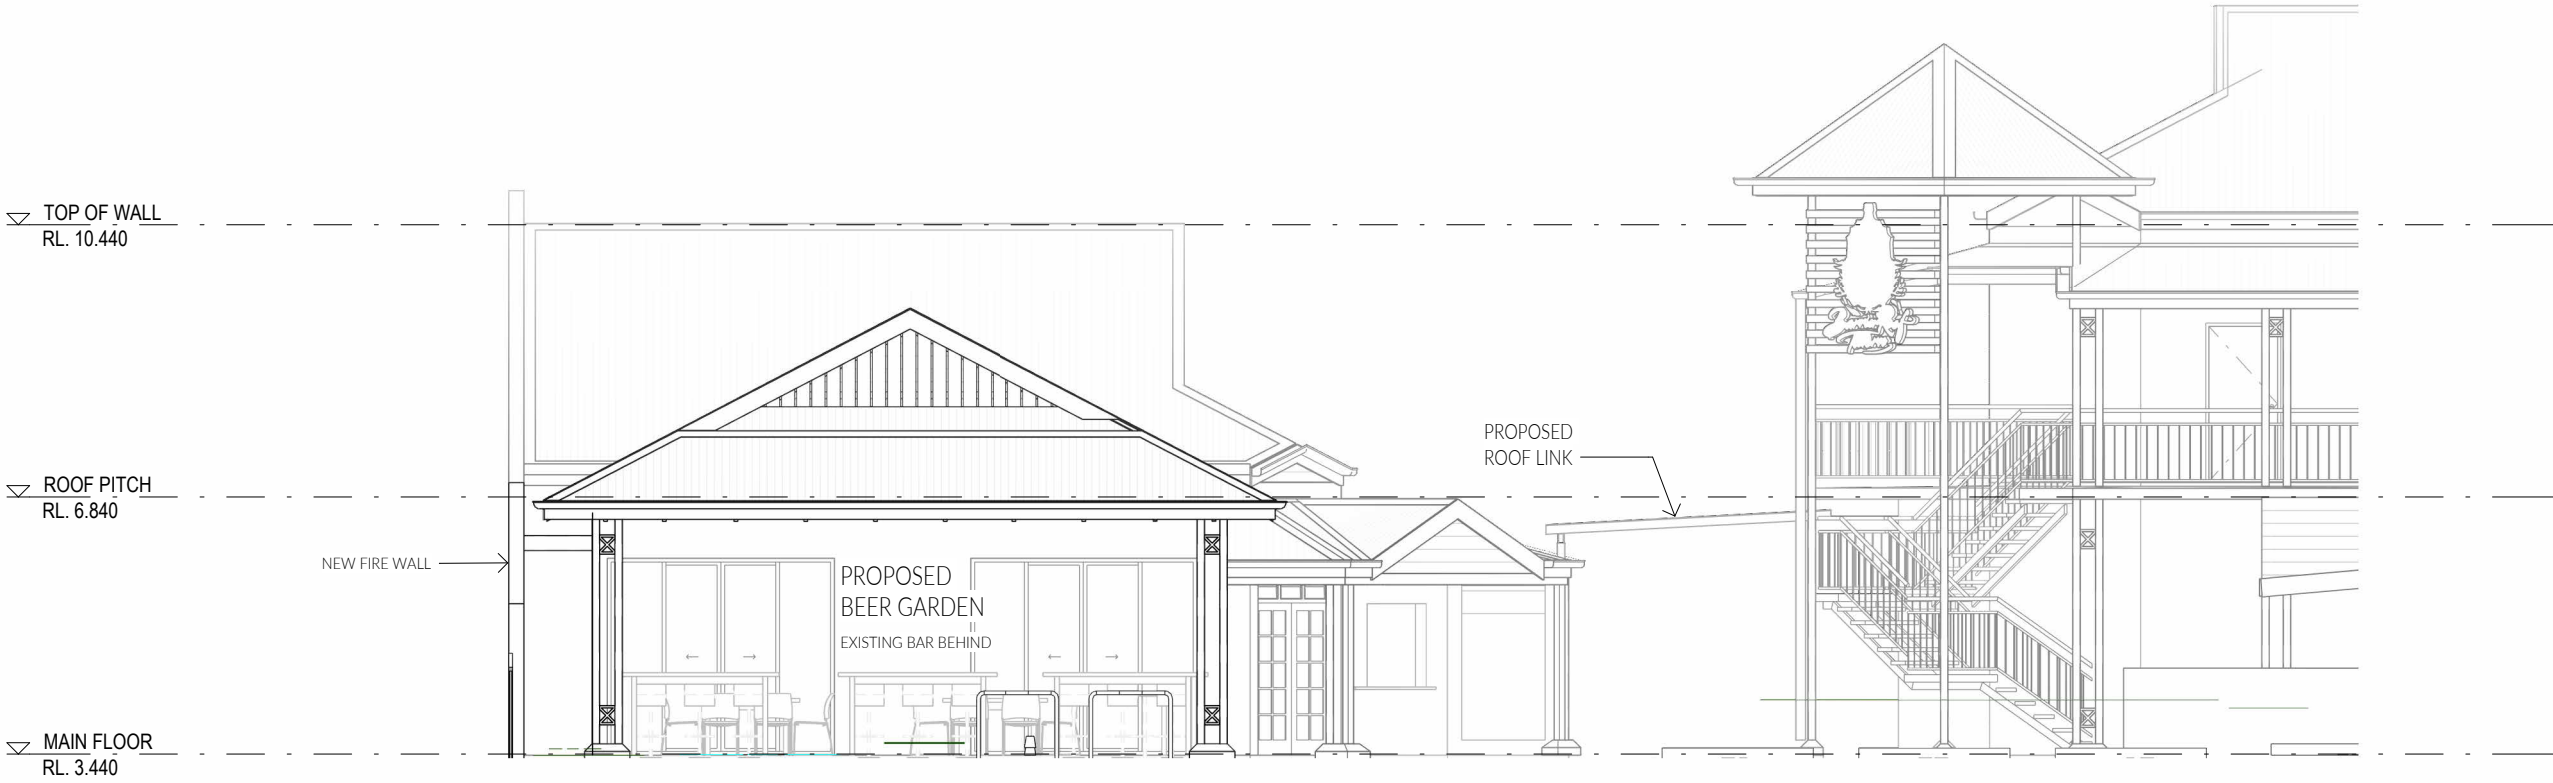 TOP OF WALL
RL. 10.440
ROOF PITCH
RL. 6.840
NEW FIRE WALL
PROPOSED
BEER GARDEN
EXISTING BAR BEHIND
PROPOSED
ROOF LINK
MAIN FLOOR
RL. 3.440